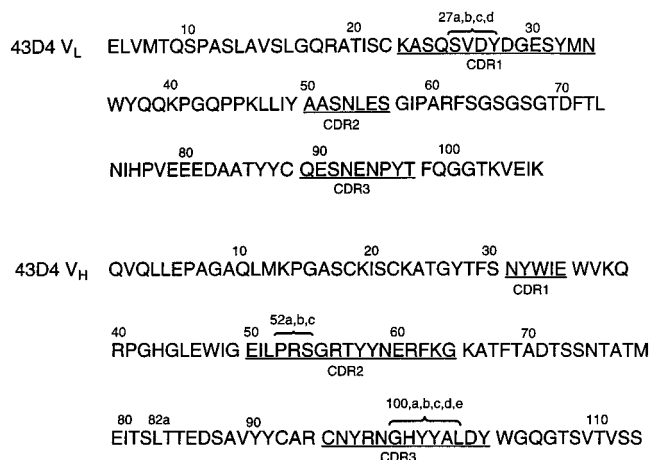 10 20 27a,b,c,d 30
43D4 VL ELVMTQSPASLAVSLGQRATISC KASQSVDYDGESYMN
CDR1
40 50 60 70
WYQQKPGQPPKLLIY AASNLES GIPARFSGSGSGTDFTL
CDR2
80 90 100
NIHPVEEEDAATYYC QESNENPYT FQGGTKVEIK
CDR3
10 20 30
43D4 VH QVQLLEPAGAQLMKPGASCKISCKATGYTFS NYWIE WVKQ
CDR1
40 50 52a,b,c 60 70
RPGHGLEWIG EILPRSGRTYYNERFKG KATFTADTSSNTATM
CDR2
80 82a 90 100,a,b,c,d,e 110
EITSLTTEDSAVYYCAR CNYRNGHYYALDY WGQGTSVTVSS
CDR3